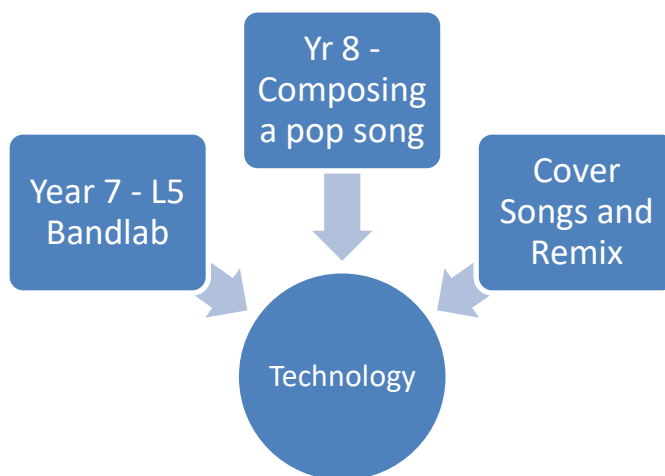 Year 7 - L5
Bandlab
Yr 8 -
Composing
a pop song
Cover
Songs and
Remix
Technology